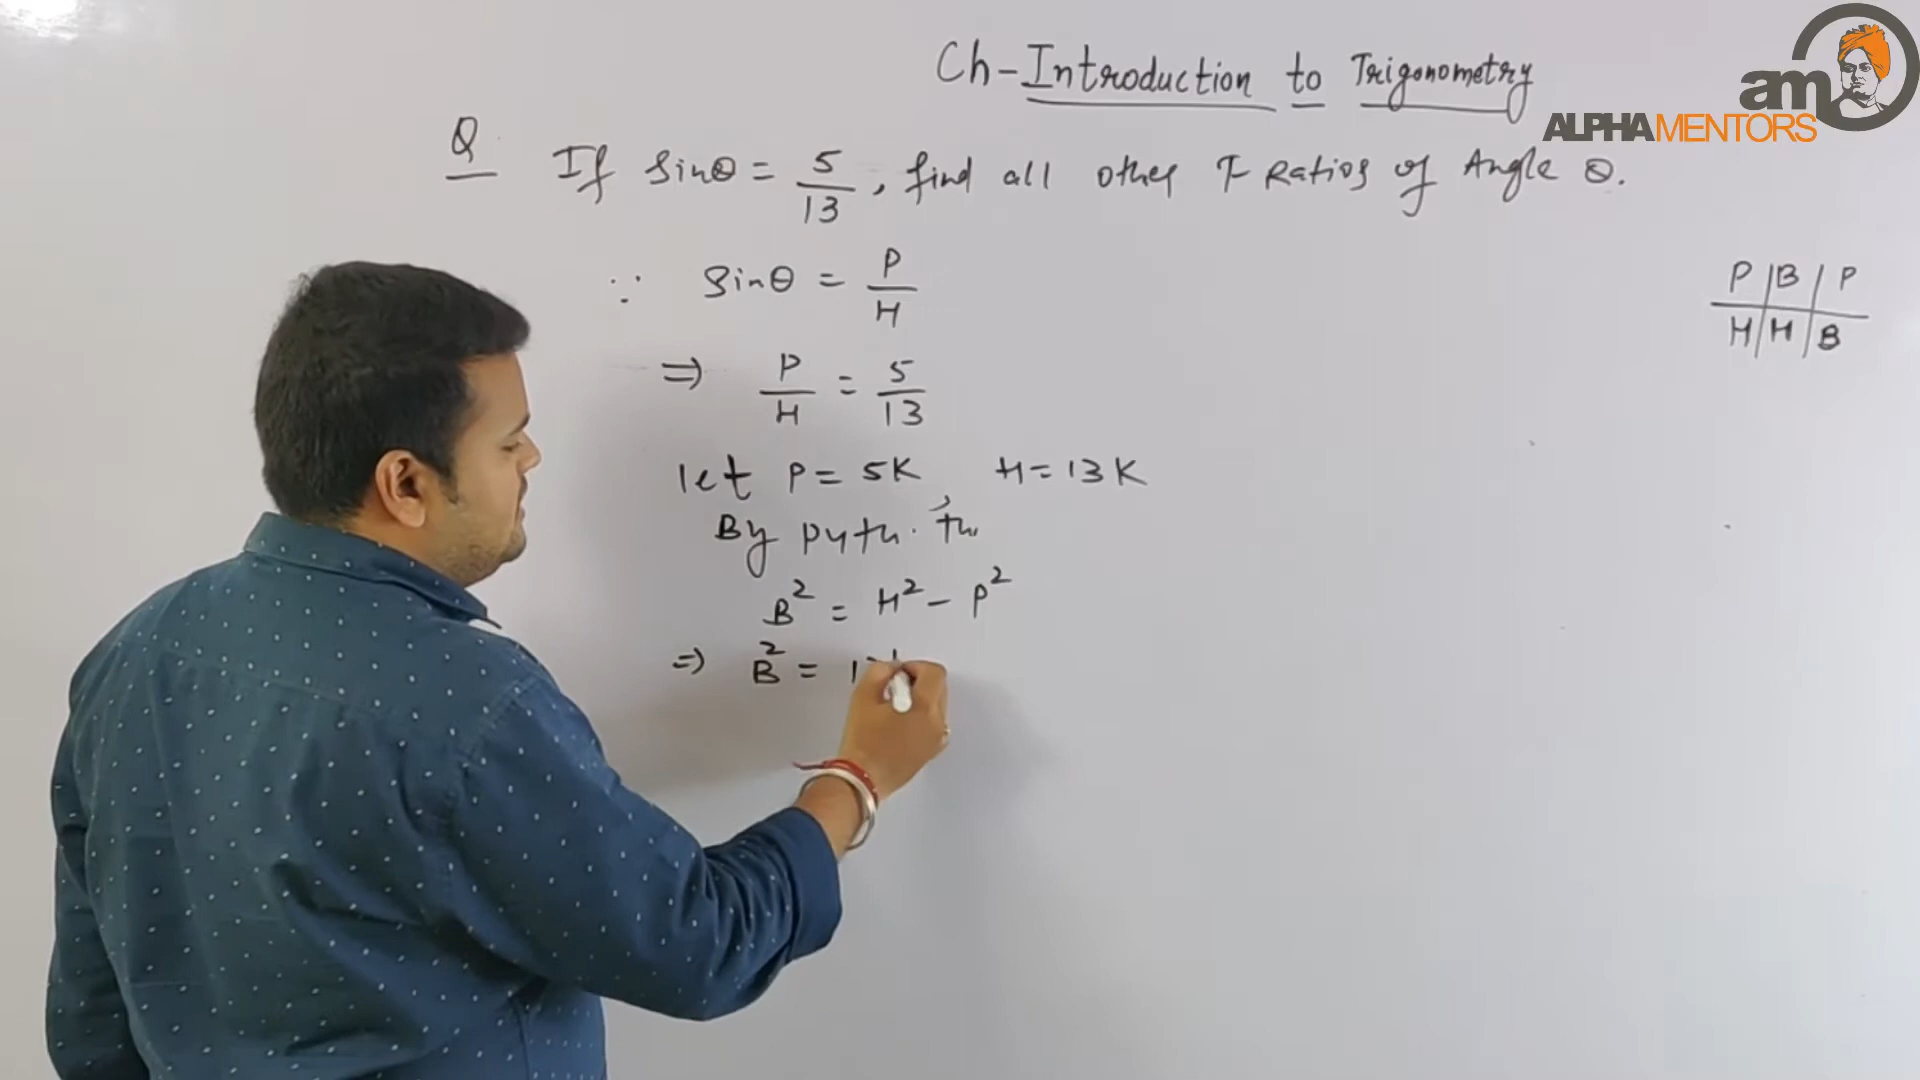 Ch-Introduction to Trigonometry
am
ALPHAMENTORS
Q If Sinθ = 5/13, find all other T Ratios of Angle θ.
∵ Sinθ = P/H
P/H | B/H | P/B
⇒ P/H = 5/13
let P = 5K, H = 13K
By pyth. th.
B² = H² - P²
⇒ B² =